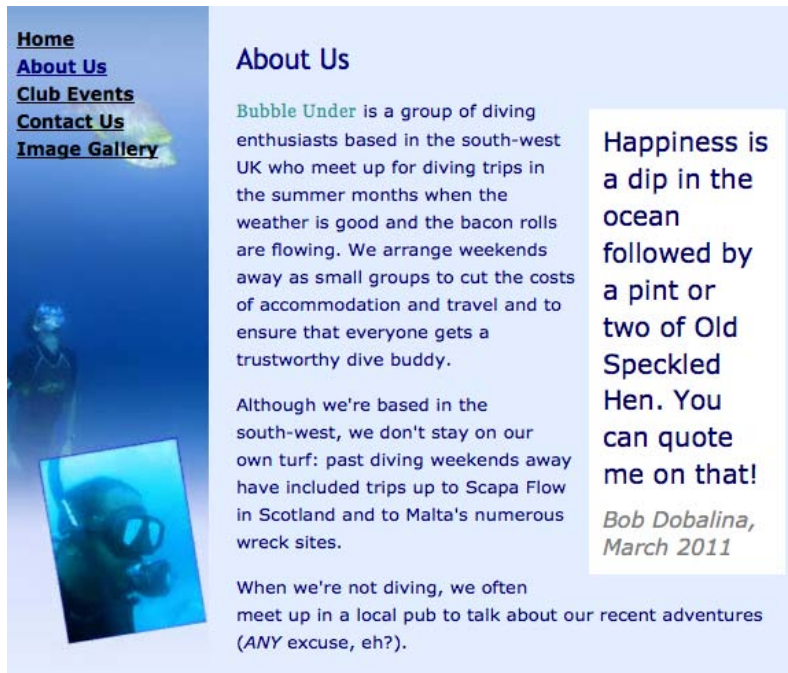 Home
About Us
Club Events
Contact Us
Image Gallery
About Us
Bubble Under is a group of diving
enthusiasts based in the south-west
UK who meet up for diving trips in
the summer months when the
weather is good and the bacon rolls
are flowing. We arrange weekends
away as small groups to cut the costs
of accommodation and travel and to
ensure that everyone gets a
trustworthy dive buddy.
Although we're based in the
south-west, we don't stay on our
own turf: past diving weekends away
have included trips up to Scapa Flow
in Scotland and to Malta's numerous
wreck sites.
When we're not diving, we often
meet up in a local pub to talk about our recent adventures
(ANY excuse, eh?).
Happiness is
a dip in the
ocean
followed by
a pint or
two of Old
Speckled
Hen. You
can quote
me on that!
Bob Dobalina,
March 2011